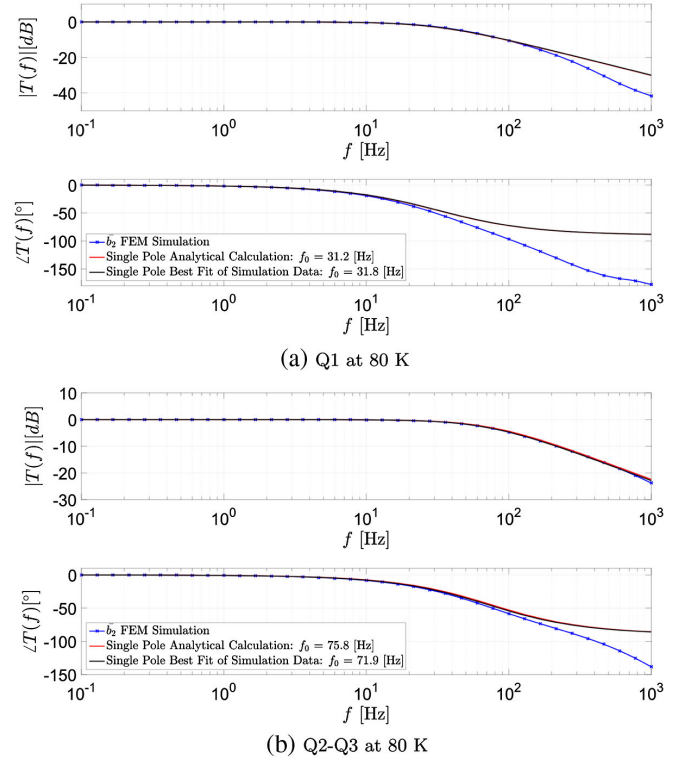 |T(f)|[dB]
0
-20
-40
10^-1 10^0 10^1 10^2 10^3
f [Hz]
∠T(f)[°]
0
-50
-100
-150
b̄₂ FEM Simulation
Single Pole Analytical Calculation: f₀ = 31.2 [Hz]
Single Pole Best Fit of Simulation Data: f₀ = 31.8 [Hz]
10^-1 10^0 10^1 10^2 10^3
f [Hz]
(a) Q1 at 80 K
|T(f)|[dB]
10
0
-10
-20
-30
10^-1 10^0 10^1 10^2 10^3
f [Hz]
∠T(f)[°]
0
-50
-100
-150
b̄₂ FEM Simulation
Single Pole Analytical Calculation: f₀ = 75.8 [Hz]
Single Pole Best Fit of Simulation Data: f₀ = 71.9 [Hz]
10^-1 10^0 10^1 10^2 10^3
f [Hz]
(b) Q2-Q3 at 80 K